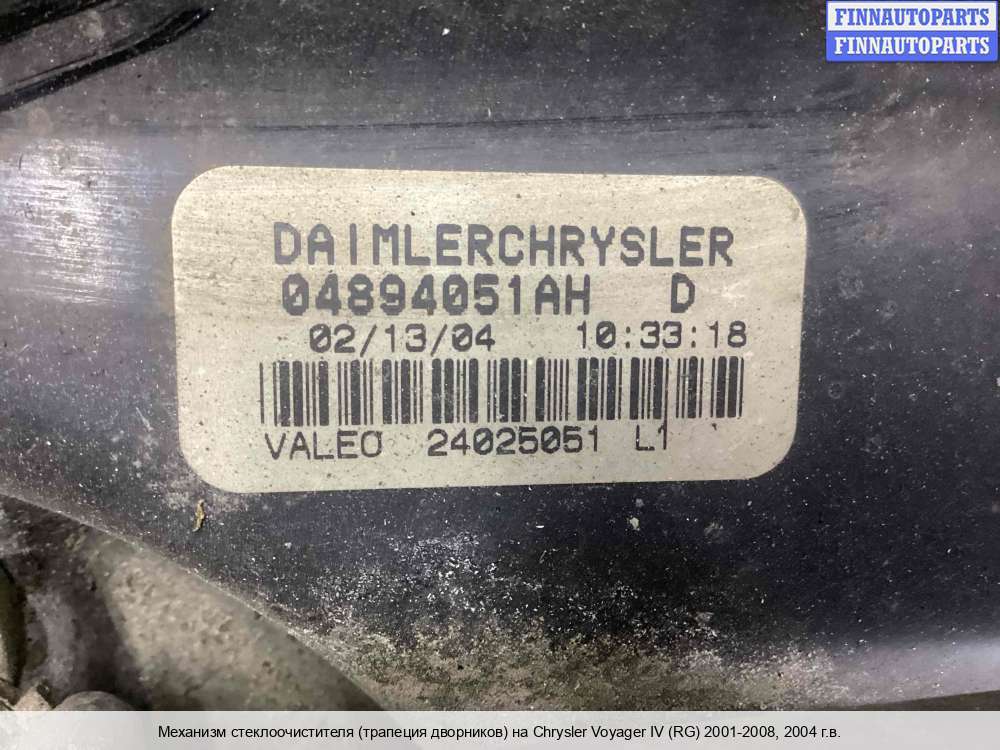 FINNAUTOPARTS
FINNAUTOPARTS
DAIMLERCHRYSLER
04894051AH D
02/13/04 10:33:18
VALEO 24025051 L1
Механизм стеклоочистителя (трапеция дворников) на Chrysler Voyager IV (RG) 2001-2008, 2004 г.в.